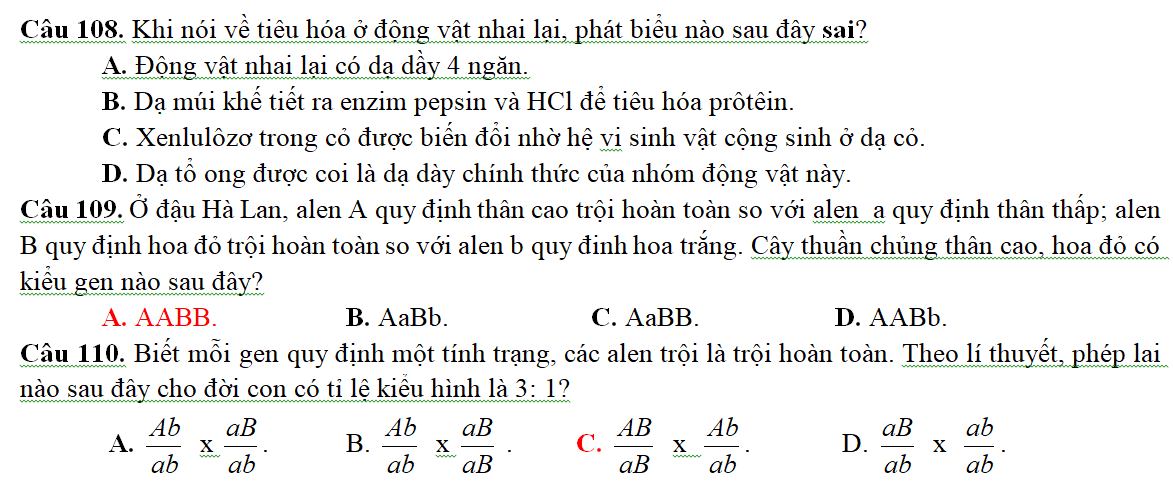 Câu 108. Khi nói về tiêu hóa ở động vật nhai lại, phát biểu nào sau đây sai?
A. Động vật nhai lại có dạ dầy 4 ngăn.
B. Dạ múi khế tiết ra enzim pepsin và HCl để tiêu hóa prôtêin.
C. Xenlulôzơ trong cỏ được biến đổi nhờ hệ vi sinh vật cộng sinh ở dạ cỏ.
D. Dạ tổ ong được coi là dạ dày chính thức của nhóm động vật này.
Câu 109. Ở đậu Hà Lan, alen A quy định thân cao trội hoàn toàn so với alen a quy định thân thấp; alen
B quy định hoa đỏ trội hoàn toàn so với alen b quy đinh hoa trắng. Cây thuần chủng thân cao, hoa đỏ có
kiểu gen nào sau đây?
A. AABB. B. AaBb. C. AaBB. D. AABb.
Câu 110. Biết mỗi gen quy định một tính trạng, các alen trội là trội hoàn toàn. Theo lí thuyết, phép lai
nào sau đây cho đời con có tỉ lệ kiểu hình là 3: 1?
A. Ab/ab x aB/ab. B. Ab/ab x aB/aB. C. AB/aB x Ab/ab. D. aB/ab x ab/ab.